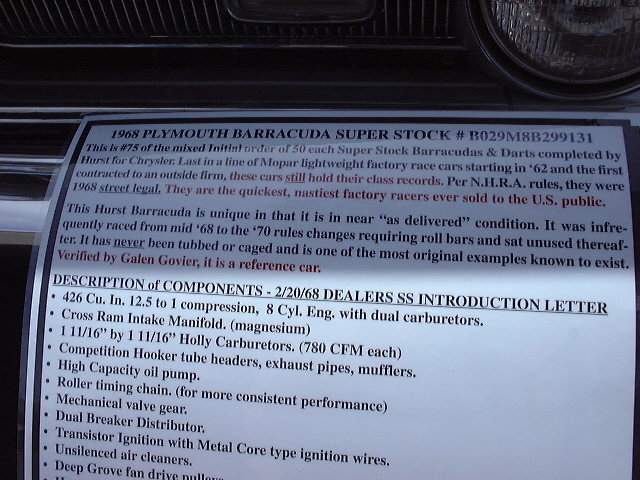 1968 PLYMOUTH BARRACUDA SUPER STOCK # B029M8B299131
This is #75 of the mixed Initial order of 50 each Super Stock Barracudas & Darts completed by
Hurst for Chrysler. Last in a line of Mopar lightweight factory race cars starting in ‘62 and the first
contracted to an outside firm, these cars still hold their class records. Per N.H.R.A. rules, they were
1968 street legal. They are the quickest, nastiest factory racers ever sold to the U.S. public.
This Hurst Barracuda is unique in that it is in near “as delivered” condition. It was infre-
quently raced from mid ‘68 to the ‘70 rules changes requiring roll bars and sat unused thereaf-
ter. It has never been tubbed or caged and is one of the most original examples known to exist.
Verified by Galen Govier, it is a reference car.
DESCRIPTION of COMPONENTS - 2/20/68 DEALERS SS INTRODUCTION LETTER
• 426 Cu. In. 12.5 to 1 compression, 8 Cyl. Eng. with dual carburetors.
• Cross Ram Intake Manifold. (magnesium)
• 1 11/16” by 1 11/16” Holly Carburetors. (780 CFM each)
• Competition Hooker tube headers, exhaust pipes, mufflers.
• High Capacity oil pump.
• Roller timing chain. (for more consistent performance)
• Mechanical valve gear.
• Dual Breaker Distributor.
• Transistor Ignition with Metal Core type ignition wires.
• Unsilenced air cleaners.
• Deep Grove fan drive pulleys